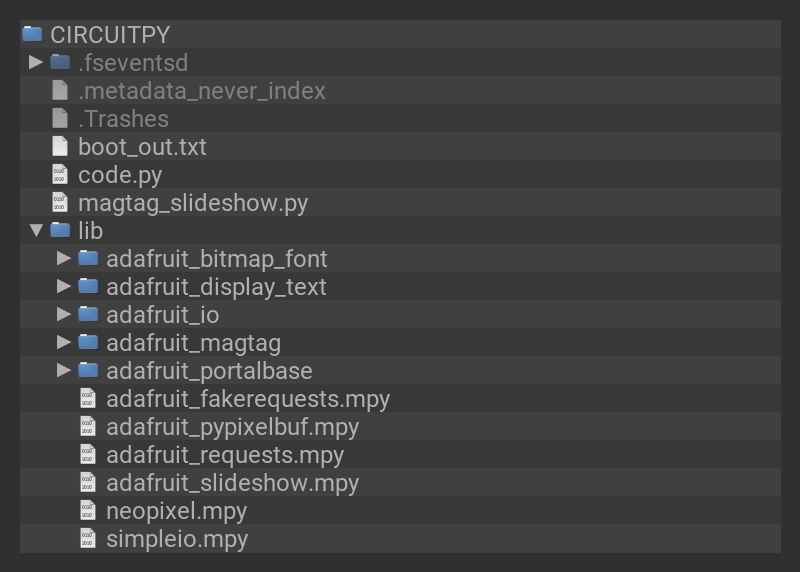 CIRCUITPY
.fseventsd
.metadata_never_index
.Trashes
boot_out.txt
code.py
magtag_slideshow.py
lib
adafruit_bitmap_font
adafruit_display_text
adafruit_io
adafruit_magtag
adafruit_portalbase
adafruit_fakerequests.mpy
adafruit_pypixelbuf.mpy
adafruit_requests.mpy
adafruit_slideshow.mpy
neopixel.mpy
simpleio.mpy